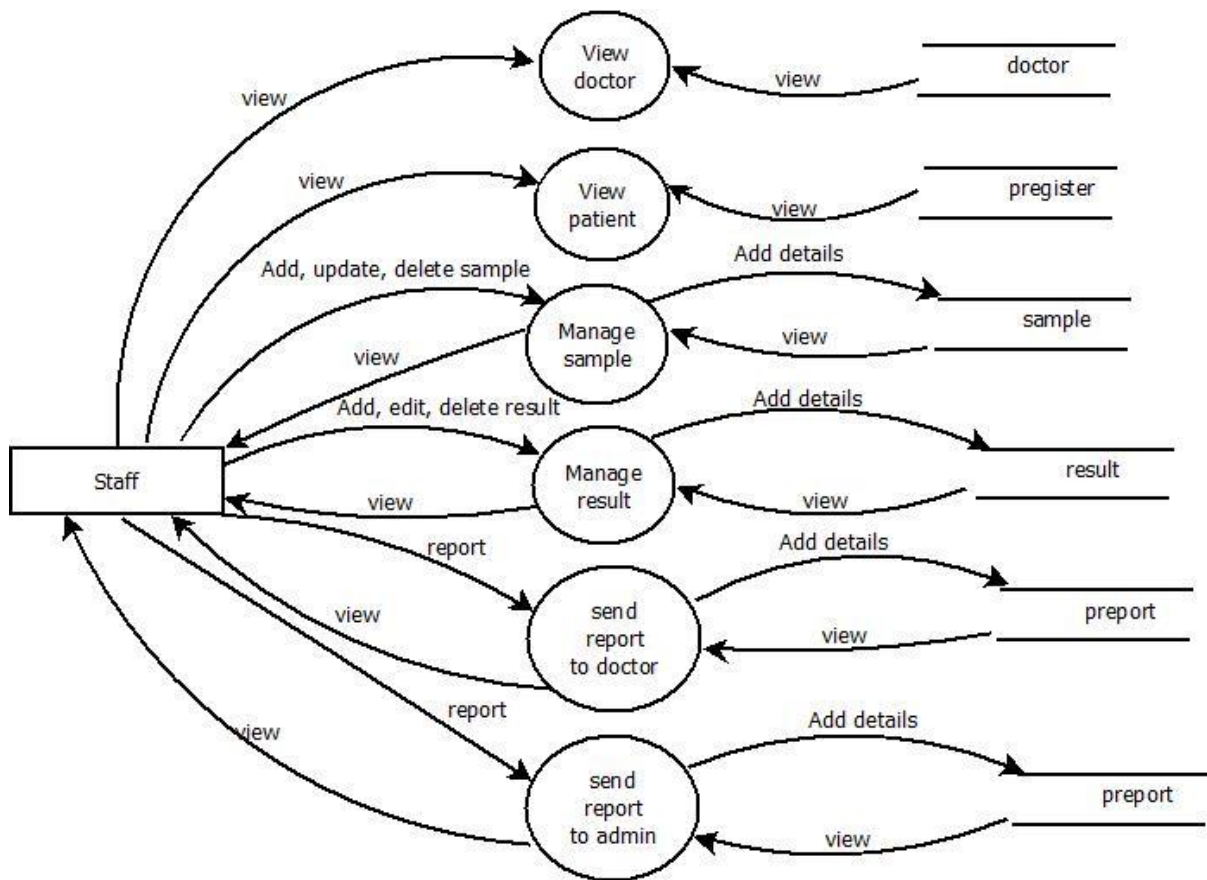 View
doctor
view
doctor
view
View
patient
view
pregister
view
Add, update, delete sample
Manage
sample
Add details
sample
view
view
Add, edit, delete result
Manage
result
Add details
result
view
view
Staff
report
send
report
to doctor
Add details
preport
view
view
report
send
report
to admin
Add details
preport
view
view